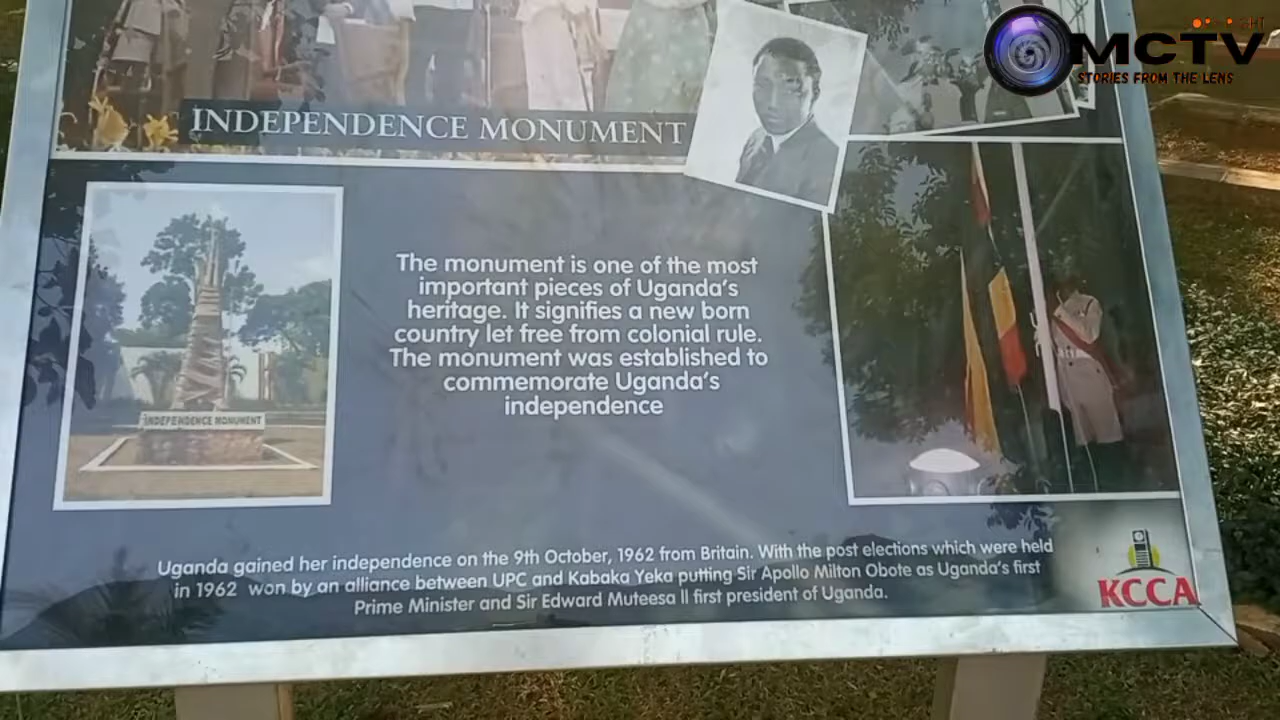 MCTV
STORIES FROM THE LENS
INDEPENDENCE MONUMENT
The monument is one of the most
important pieces of Uganda's
heritage. It signifies a new born
country let free from colonial rule.
The monument was established to
commemorate Uganda's
independence
INDEPENDENCE MONUMENT
Uganda gained her independence on the 9th October, 1962 from Britain. With the post elections which were held
in 1962 won by an alliance between UPC and Kabaka Yeka putting Sir Apollo Milton Obote as Uganda's first
Prime Minister and Sir Edward Muteesa II first president of Uganda.
KCCA